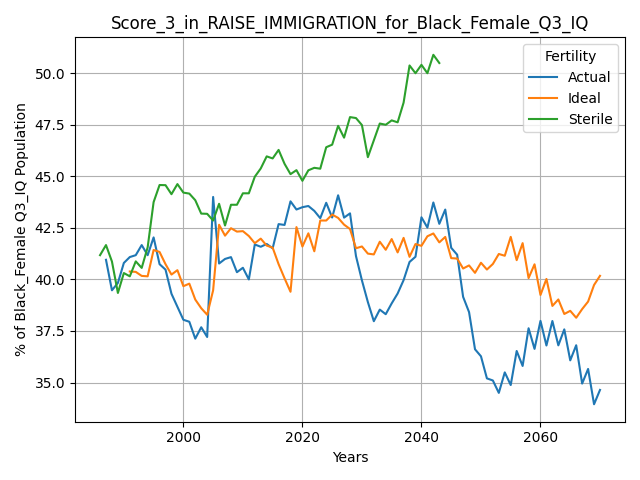 Score_3_in_RAISE_IMMIGRATION_for_Black_Female_Q3_IQ
% of Black_Female Q3_IQ Population
50.0
47.5
45.0
42.5
40.0
37.5
35.0
Fertility
Actual
Ideal
Sterile
2000
2020
2040
2060
Years